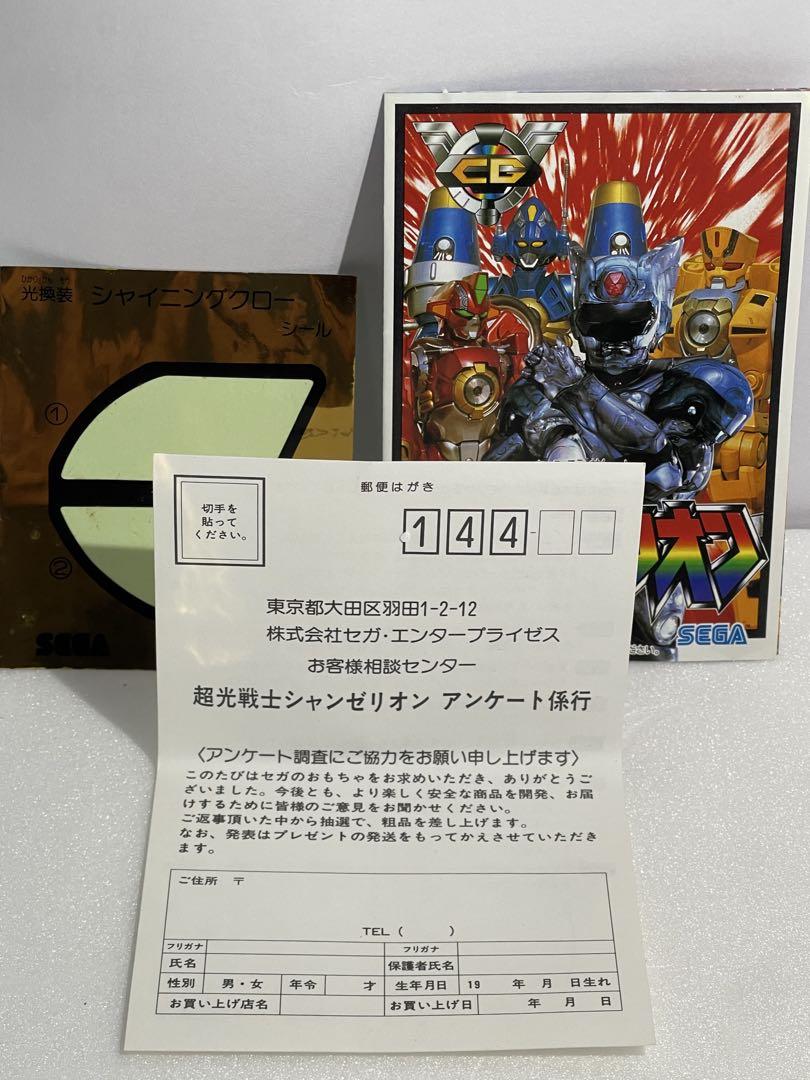 CG
ひかりかんそう
光換装 シャイニングクロー
シール
①
②
SEGA
オン
SEGA
ださい。
郵便はがき
切手を
貼って
ください。
144-
東京都大田区羽田1-2-12
株式会社セガ・エンタープライゼス
お客様相談センター
超光戦士シャンゼリオン アンケート係行
〈アンケート調査にご協力をお願い申し上げます〉
このたびはセガのおもちゃをお求めいただき、ありがとうご
ざいました。今後とも、より楽しく安全な商品を開発、お届
けするために皆様のご意見をお聞かせください。
ご返事頂いた中から抽選で、粗品を差し上げます。
なお、発表はプレゼントの発送をもってかえさせていただき
ます。
ご住所 〒
TEL ( )
フリガナ フリガナ
氏名 保護者氏名
性別 男・女 年令 才 生年月日 19 年 月 日生れ
お買い上げ店名 お買い上げ日 年 月 日